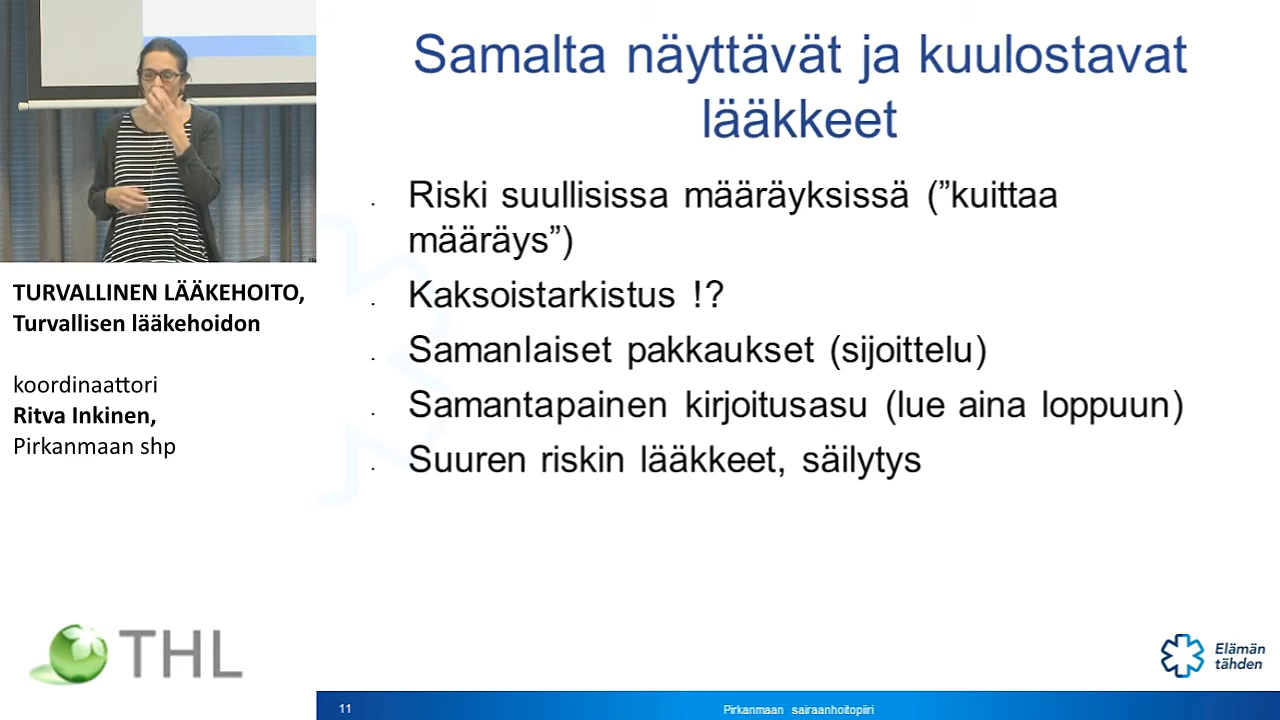 Samalta näyttävät ja kuulostavat
lääkkeet
. Riski suullisissa määräyksissä (”kuittaa
määräys”)
. Kaksoistarkistus !?
. Samanlaiset pakkaukset (sijoittelu)
. Samantapainen kirjoitusasu (lue aina loppuun)
. Suuren riskin lääkkeet, säilytys
TURVALLINEN LÄÄKEHOITO,
Turvallisen lääkehoidon
koordinaattori
Ritva Inkinen,
Pirkanmaan shp
THL
Elämän
tähden
11
Pirkanmaan sairaanhoitopiiri